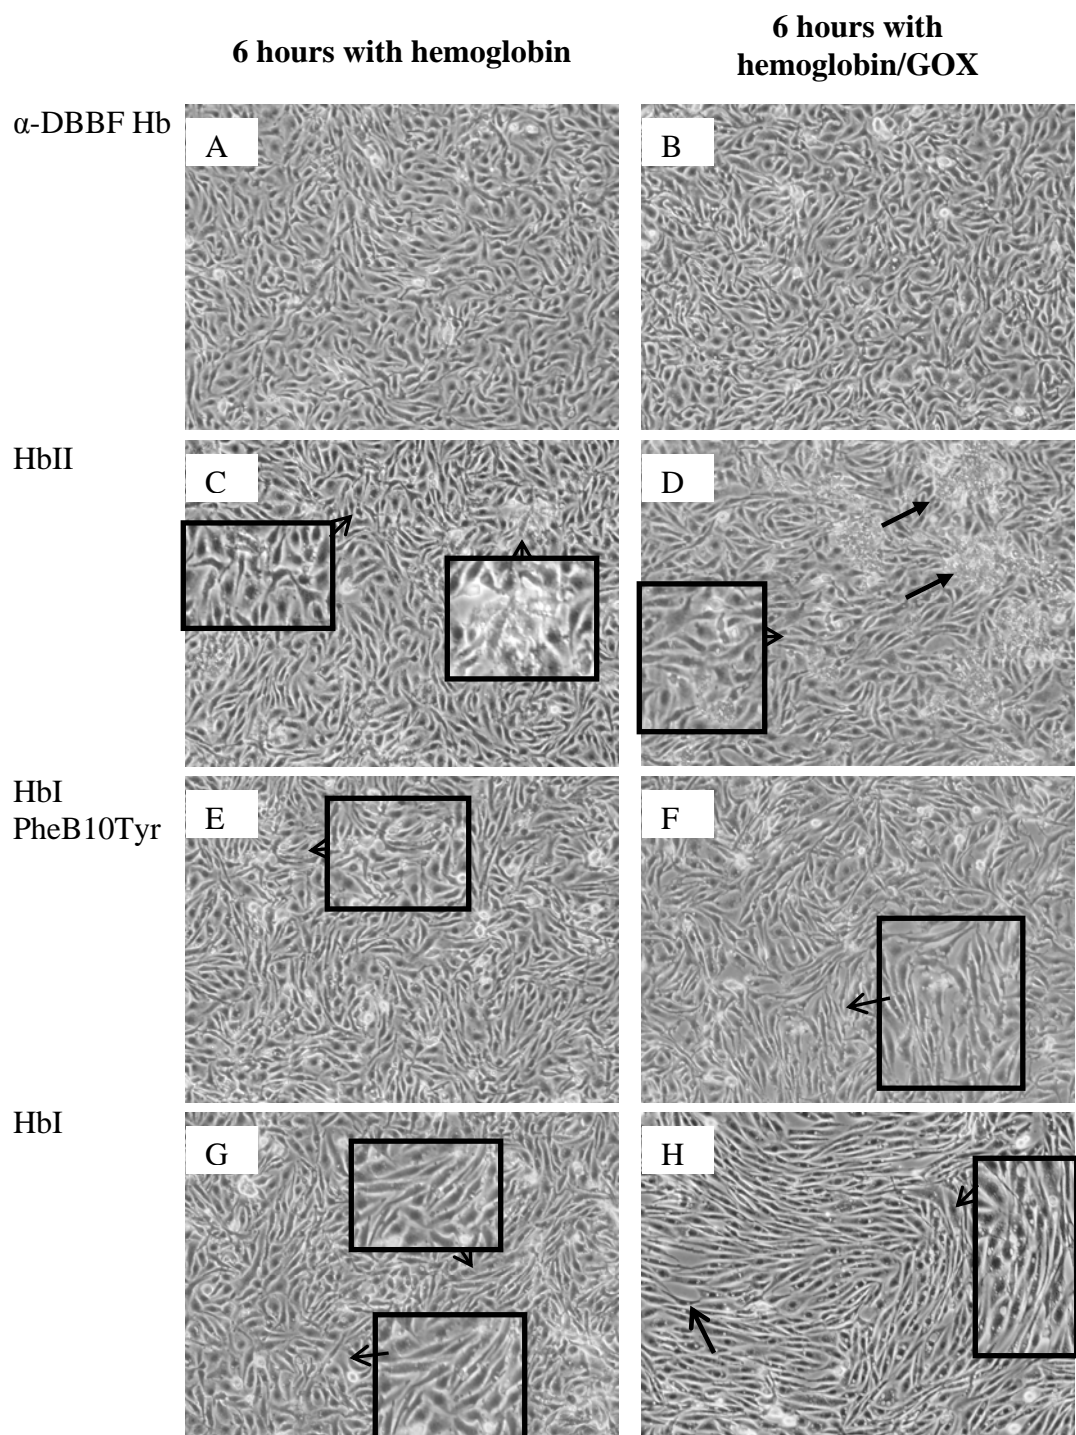 6 hours with hemoglobin
6 hours with
hemoglobin/GOX
α-DBBF Hb
A
B
HbII
C
D
HbI
PheB10Tyr
E
F
HbI
G
H